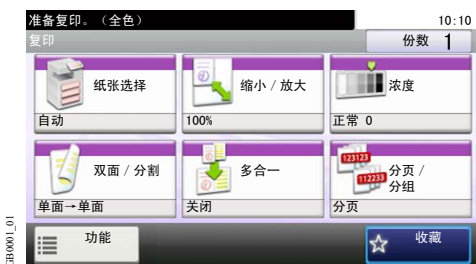 准备复印。（全色） 10:10
复印 份数 1
纸张选择 缩小 / 放大 浓度
自动 100% 正常 0
双面 / 分割 多合一 分页 /
分组
123123
112233
单面→单面 关闭 分页
功能 收藏
GB0001_01